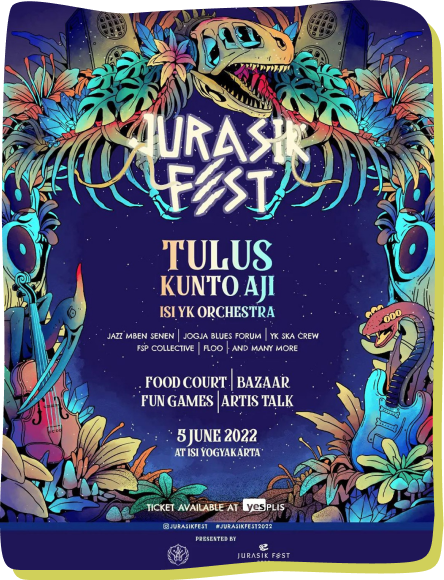 JURASIK
FEST
TULUS
KUNTO AJI
ISI YK ORCHESTRA
JAZZ MBEN SENEN | JOGJA BLUES FORUM | YK SKA CREW
FSP COLLECTIVE | FLOO | AND MANY MORE
FOOD COURT | BAZAAR
FUN GAMES | ARTIS TALK
5 JUNE 2022
AT ISI YOGYAKARTA
TICKET AVAILABLE AT yesPLIS
@JURASIKFEST #JURASIKFEST2022
PRESENTED BY
JURASIK FEST